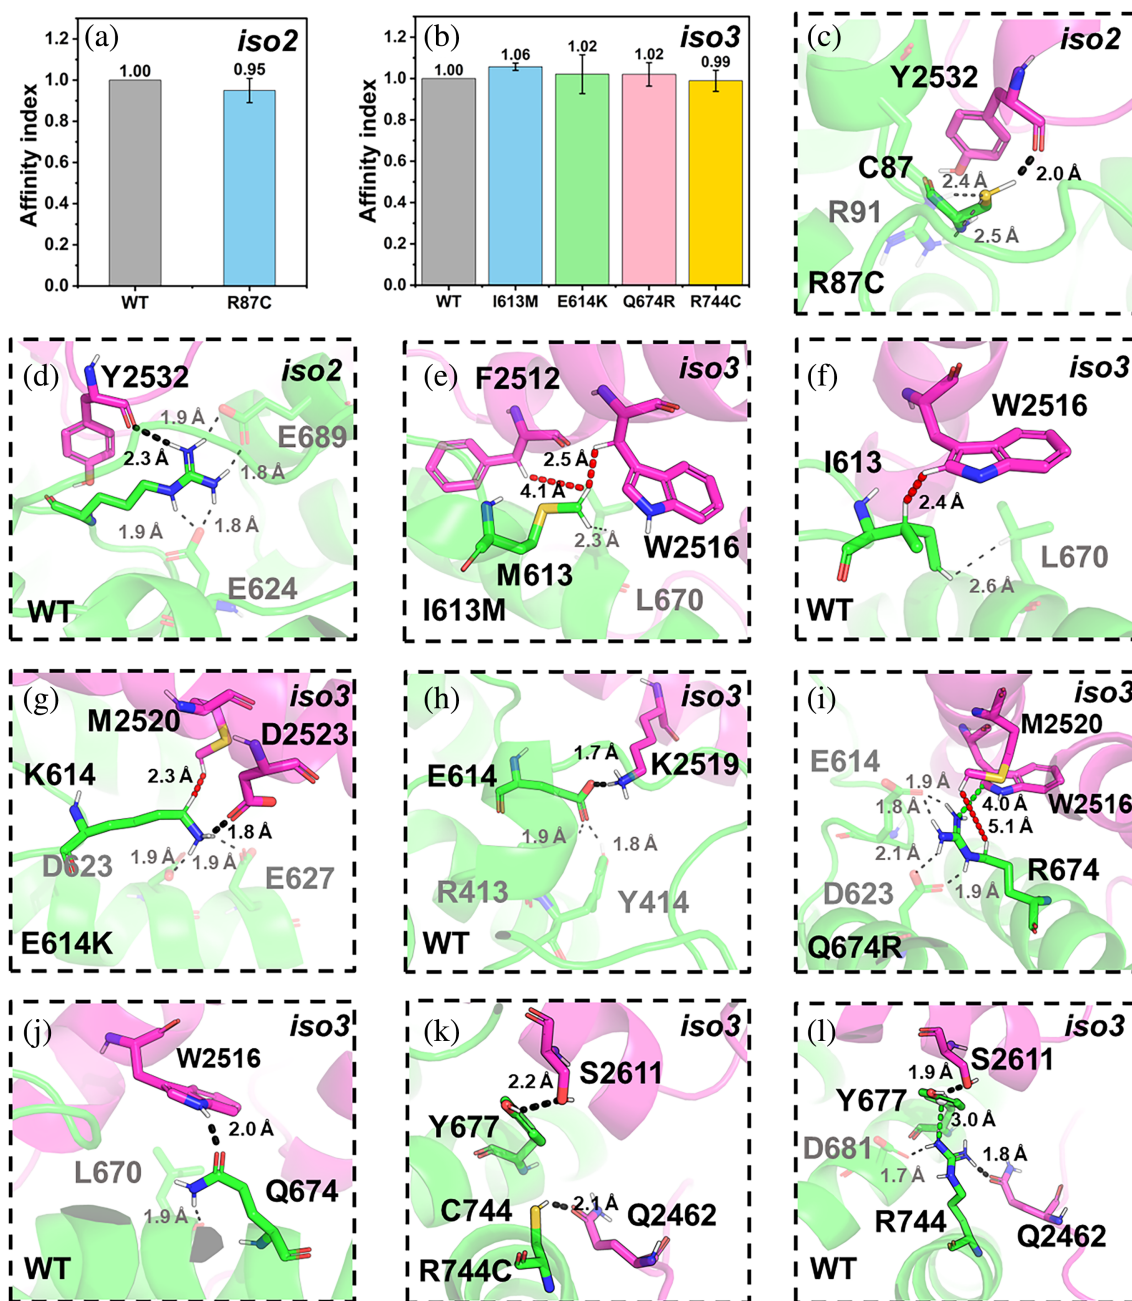 (a)
iso2
Affinity index
1.2
1.0
0.8
0.6
0.4
0.2
0.0
1.00
0.95
WT
R87C
(b)
iso3
Affinity index
1.2
1.0
0.8
0.6
0.4
0.2
0.0
1.00
1.06
1.02
1.02
0.99
WT
I613M
E614K
Q674R
R744C
(c)
iso2
Y2532
C87
2.4 Å
2.0 Å
R91
2.5 Å
R87C
(d)
iso2
Y2532
1.9 Å
E689
2.3 Å
1.8 Å
1.9 Å
1.8 Å
E624
WT
(e)
iso3
F2512
2.5 Å
4.1 Å
2.3 Å
W2516
M613
L670
I613M
(f)
iso3
W2516
I613
2.4 Å
L670
2.6 Å
WT
(g)
iso3
M2520
D2523
K614
2.3 Å
1.8 Å
1.9 Å
1.9 Å
D623
E627
E614K
(h)
iso3
1.7 Å
E614
K2519
1.9 Å
1.8 Å
R413
Y414
WT
(i)
iso3
M2520
E614
1.9 Å
1.8 Å
4.0 Å
W2516
5.1 Å
2.1 Å
R674
D623
1.9 Å
Q674R
(j)
iso3
W2516
2.0 Å
L670
Q674
1.9 Å
WT
(k)
iso3
S2611
2.2 Å
Y677
C744
2.1 Å
Q2462
R744C
(l)
iso3
S2611
1.9 Å
Y677
3.0 Å
D681
1.8 Å
1.7 Å
R744
Q2462
WT